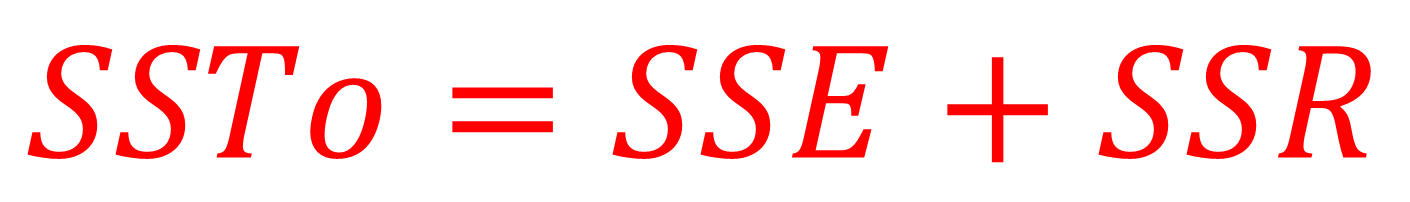 SSTo = SSE + SSR